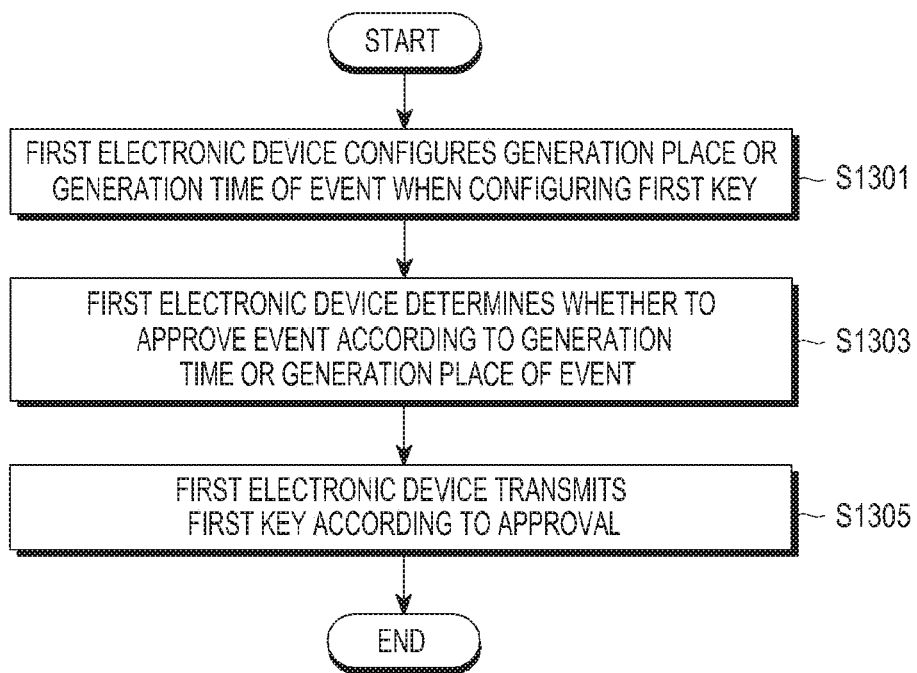 START
FIRST ELECTRONIC DEVICE CONFIGURES GENERATION PLACE OR
GENERATION TIME OF EVENT WHEN CONFIGURING FIRST KEY
S1301
FIRST ELECTRONIC DEVICE DETERMINES WHETHER TO
APPROVE EVENT ACCORDING TO GENERATION
TIME OR GENERATION PLACE OF EVENT
S1303
FIRST ELECTRONIC DEVICE TRANSMITS
FIRST KEY ACCORDING TO APPROVAL
S1305
END